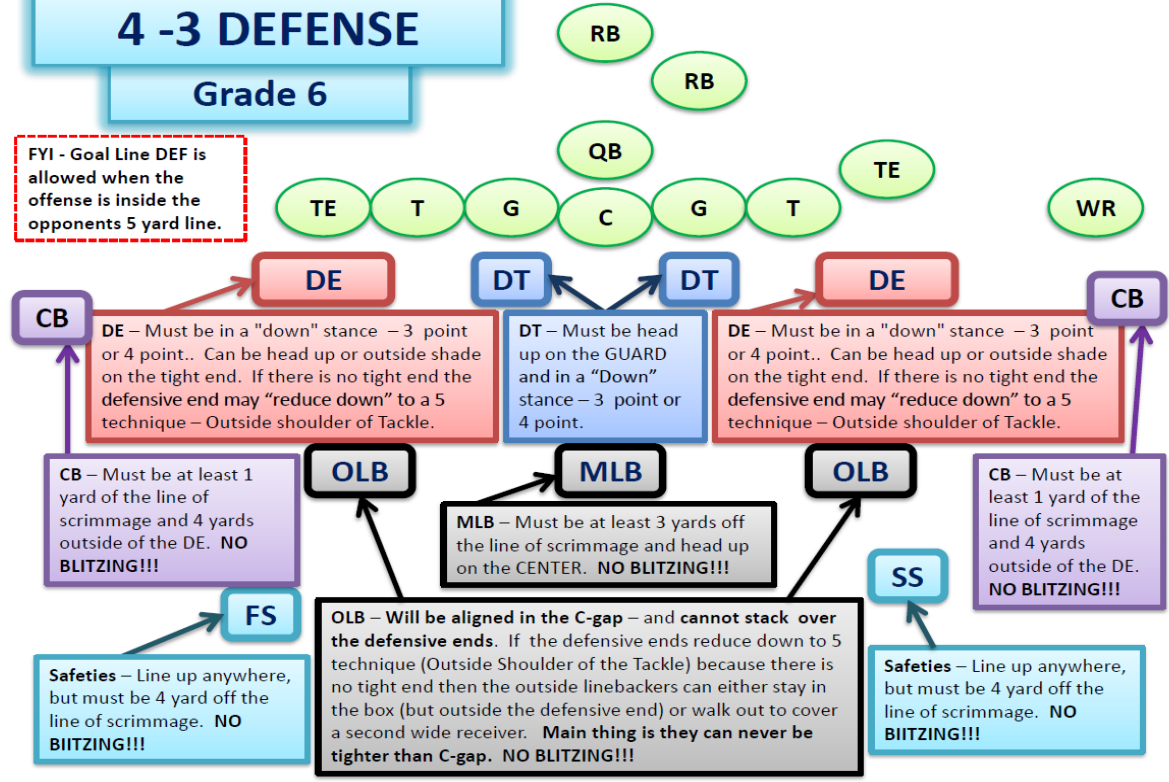 4 -3 DEFENSE
Grade 6
FYI - Goal Line DEF is
allowed when the
offense is inside the
opponents 5 yard line.
RB
RB
QB
TE
TE
T
G
C
G
T
WR
DE
DT
DT
DE
CB
CB
DE – Must be in a "down" stance – 3 point
or 4 point.. Can be head up or outside shade
on the tight end. If there is no tight end the
defensive end may “reduce down” to a 5
technique – Outside shoulder of Tackle.
DT – Must be head
up on the GUARD
and in a “Down”
stance – 3 point or
4 point.
DE – Must be in a "down" stance – 3 point
or 4 point.. Can be head up or outside shade
on the tight end. If there is no tight end the
defensive end may “reduce down” to a 5
technique – Outside shoulder of Tackle.
OLB
MLB
OLB
CB – Must be at least 1
yard of the line of
scrimmage and 4 yards
outside of the DE. NO
BLITZING!!!
MLB – Must be at least 3 yards off
the line of scrimmage and head up
on the CENTER. NO BLITZING!!!
CB – Must be at
least 1 yard of the
line of scrimmage
and 4 yards
outside of the DE.
NO BLITZING!!!
FS
SS
OLB – Will be aligned in the C-gap – and cannot stack over
the defensive ends. If the defensive ends reduce down to 5
technique (Outside Shoulder of the Tackle) because there is
no tight end then the outside linebackers can either stay in
the box (but outside the defensive end) or walk out to cover
a second wide receiver. Main thing is they can never be
tighter than C-gap. NO BLITZING!!!
Safeties – Line up anywhere,
but must be 4 yard off the
line of scrimmage. NO
BIITZING!!!
Safeties – Line up anywhere,
but must be 4 yard off the
line of scrimmage. NO
BIITZING!!!